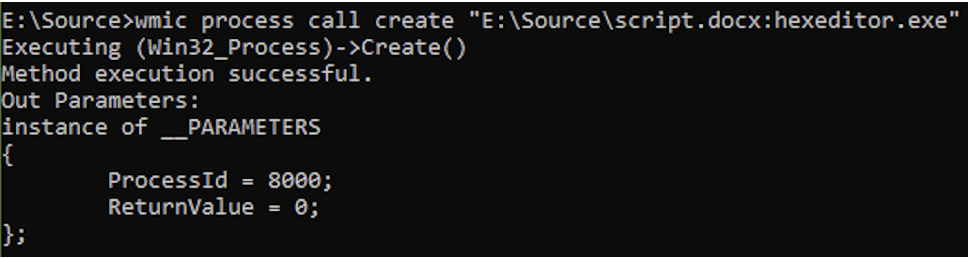 E:\Source>wmic process call create "E:\Source\script.docx:hexeditor.exe"
Executing (Win32_Process)->Create()
Method execution successful.
Out Parameters:
instance of __PARAMETERS
{
        ProcessId = 8000;
        ReturnValue = 0;
};